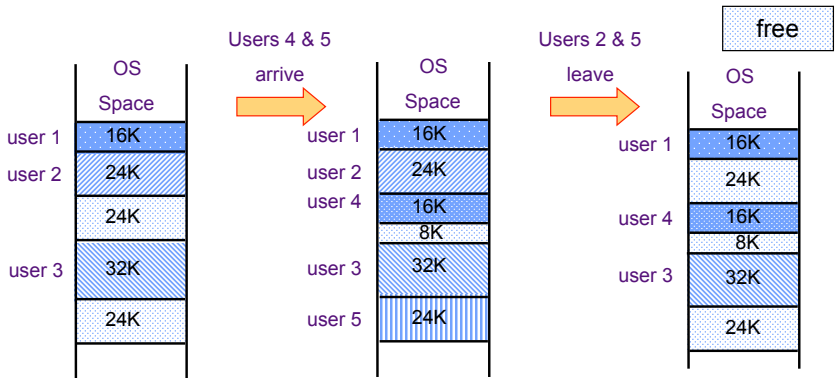 free
Users 4 & 5
arrive
Users 2 & 5
leave
OS
Space
user 1
16K
user 2
24K
24K
user 3
32K
24K
OS
Space
user 1
16K
user 2
24K
user 4
16K
8K
user 3
32K
user 5
24K
OS
Space
user 1
16K
24K
user 4
16K
8K
user 3
32K
24K